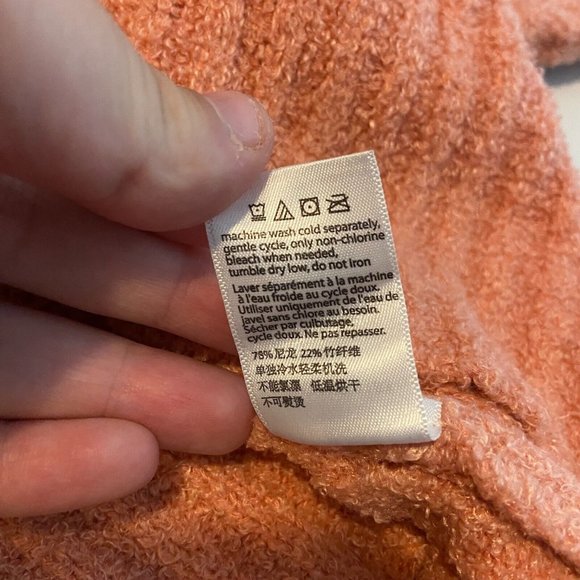 machine wash cold separately,
gentle cycle, only non-chlorine
bleach when needed,
tumble dry low, do not iron
Laver séparément à la machine
à l'eau froide au cycle doux.
Utiliser uniquement de l'eau de
javel sans chlore au besoin.
Sécher par culbutage,
cycle doux. Ne pas repasser.
78%尼龙 22%竹纤维
单独冷水轻柔机洗
不能氯漂 低温烘干
不可熨烫